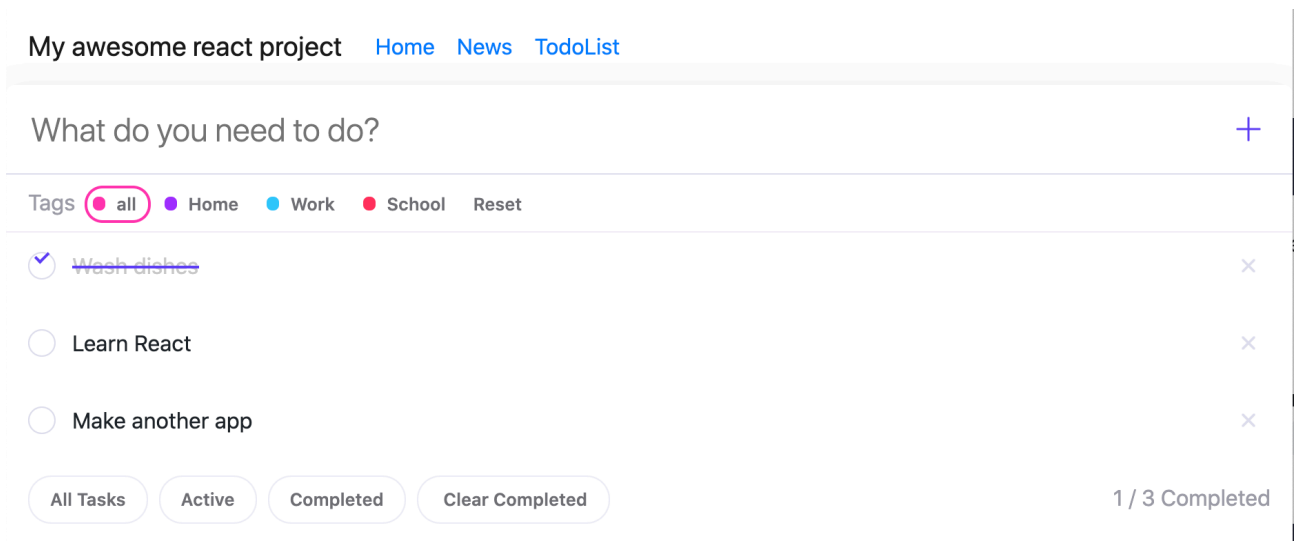 My awesome react project Home News TodoList
What do you need to do?
Tags all Home Work School Reset
Wash dishes
Learn React
Make another app
All Tasks Active Completed Clear Completed 1 / 3 Completed